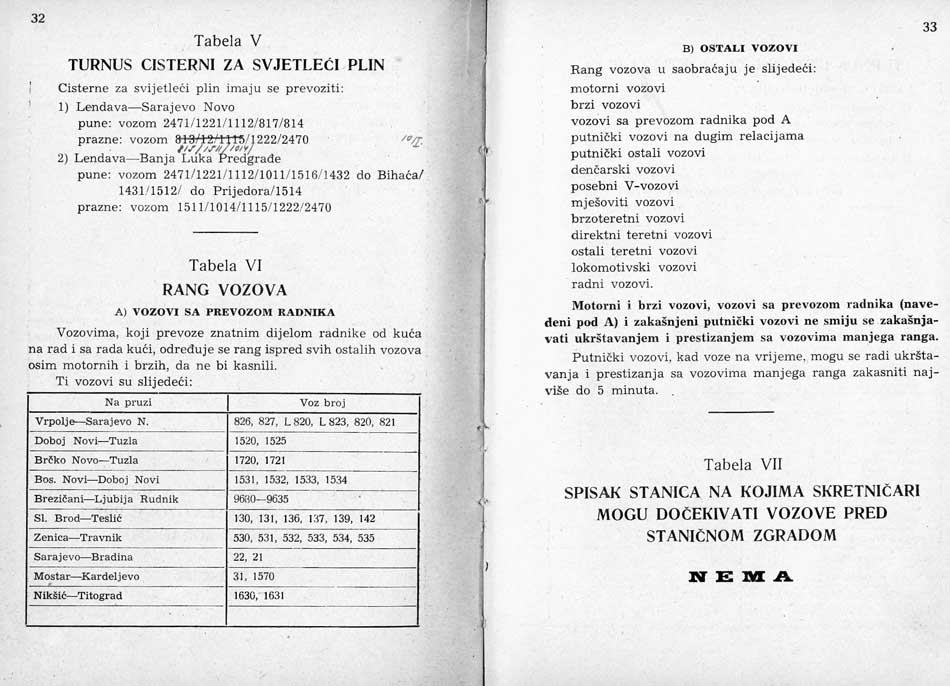 32
Tabela V
TURNUS CISTERNI ZA SVJETLEĆI PLIN
Cisterne za svijetleći plin imaju se prevoziti:
1) Lendava—Sarajevo Novo
pune: vozom 2471/1221/1112/817/814
prazne: vozom 813/12/1115/1222/2470
2) Lendava—Banja Luka Predgrađe
pune: vozom 2471/1221/1112/1011/1516/1432 do Bihaća/
1431/1512/ do Prijedora/1514
prazne: vozom 1511/1014/1115/1222/2470
Tabela VI
RANG VOZOVA
A) VOZOVI SA PREVOZOM RADNIKA
Vozovima, koji prevoze znatnim dijelom radnike od kuća
na rad i sa rada kući, određuje se rang ispred svih ostalih vozova
osim motornih i brzih, da ne bi kasnili.
Ti vozovi su slijedeći:
Na pruzi Voz broj
Vrpolje—Sarajevo N. 826, 827, L 820, L 823, 820, 821
Doboj Novi—Tuzla 1520, 1525
Brčko Novo—Tuzla 1720, 1721
Bos. Novi—Doboj Novi 1531, 1532, 1533, 1534
Brezičani—Ljubija Rudnik 9630—9635
Sl. Brod—Teslić 130, 131, 136, 137, 139, 142
Zenica—Travnik 530, 531, 532, 533, 534, 535
Sarajevo—Bradina 22, 21
Mostar—Kardeljevo 31, 1570
Nikšić—Titograd 1630, 1631
33
B) OSTALI VOZOVI
Rang vozova u saobraćaju je slijedeći:
motorni vozovi
brzi vozovi
vozovi sa prevozom radnika pod A
putnički vozovi na dugim relacijama
putnički ostali vozovi
denčarski vozovi
posebni V-vozovi
mješoviti vozovi
brzoteretni vozovi
direktni teretni vozovi
ostali teretni vozovi
lokomotivski vozovi
radni vozovi.
Motorni i brzi vozovi, vozovi sa prevozom radnika (nave-
deni pod A) i zakašnjeni putnički vozovi ne smiju se zakašnja-
vati ukrštavanjem i prestizanjem sa vozovima manjega ranga.
Putnički vozovi, kad voze na vrijeme, mogu se radi ukršta-
vanja i prestizanja sa vozovima manjega ranga zakasniti naj-
više do 5 minuta.
Tabela VII
SPISAK STANICA NA KOJIMA SKRETNIČARI
MOGU DOČEKIVATI VOZOVE PRED
STANIČNOM ZGRADOM
NEMA